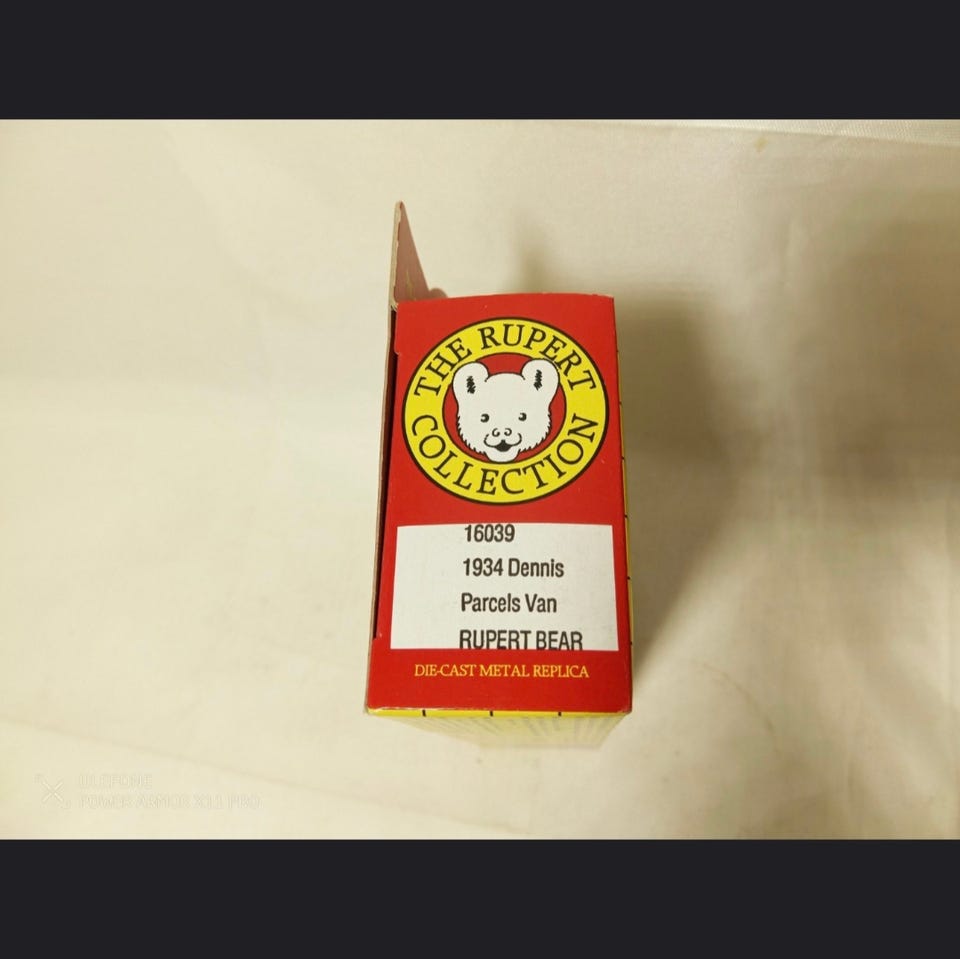 THE RUPERT
COLLECTION
16039
1934 Dennis
Parcels Van
RUPERT BEAR
DIE-CAST METAL REPLICA
ULEFONE
POWER ARMOR X11 PRO